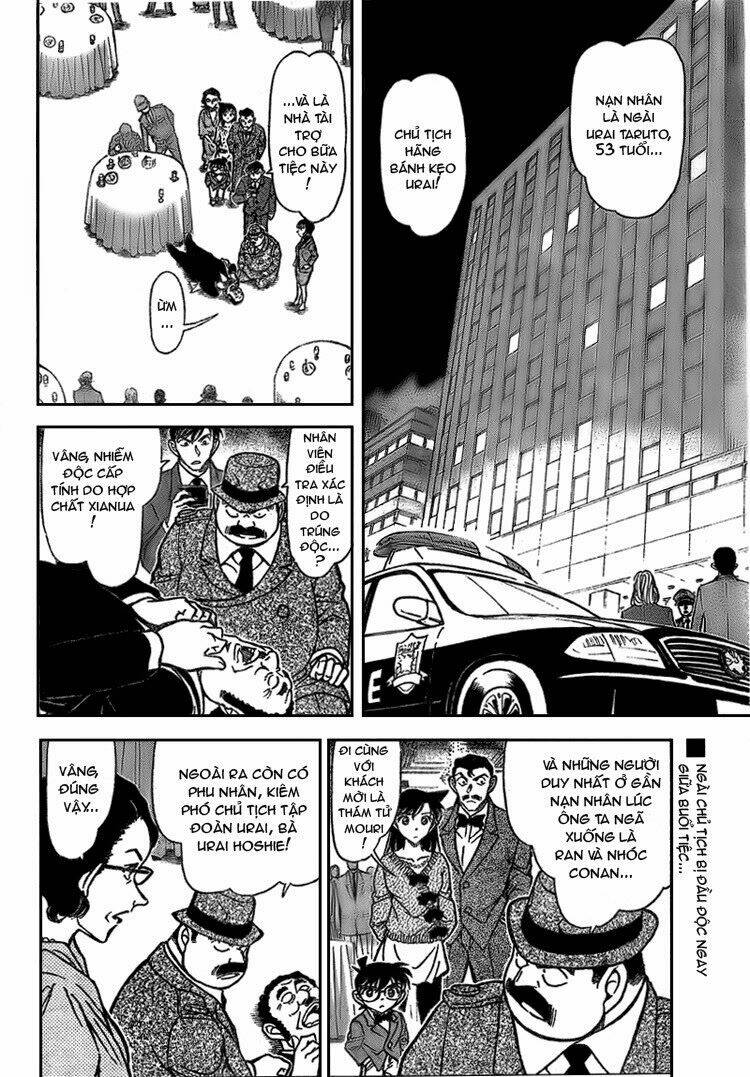 NẠN NHÂN
LÀ NGÀI
URAI TARUTO,
53 TUỔI...
CHỦ TỊCH
HÃNG
BÁNH KẸO
URAI!
E
...VÀ LÀ
NHÀ TÀI
TRỢ
CHO BỮA
TIỆC NÀY
!
ỪM
...
NHÂN
VIÊN
ĐIỀU
TRA XÁC
ĐỊNH LÀ
DO
TRÚNG
ĐỘC...
?
VÂNG, NHIỄM
ĐỘC CẤP
TÍNH DO HỢP
CHẤT XIANUA
!
NGÀI CHỦ TỊCH BỊ ĐẦU ĐỘC NGAY
GIỮA BUỔI TIỆC...
VÀ NHỮNG NGƯỜI
DUY NHẤT Ở GẦN
NẠN NHÂN LÚC
ÔNG TA NGÃ
XUỐNG LÀ
RAN VÀ NHÓC
CONAN...
ĐI CÙNG
VỚI
KHÁCH
MỜI LÀ
THÁM TỬ
MOURI
!
NGOÀI RA CÒN CÓ
PHU NHÂN, KIÊM
PHÓ CHỦ TỊCH TẬP
ĐOÀN URAI, BÀ
URAI HOSHIE!
VÂNG,
ĐÚNG
VẬY...